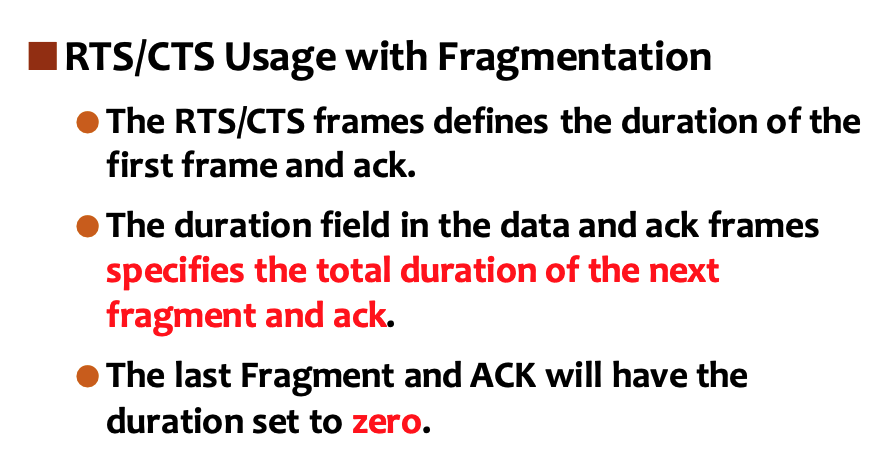 RTS/CTS Usage with Fragmentation
The RTS/CTS frames defines the duration of the
first frame and ack.
The duration field in the data and ack frames
specifies the total duration of the next
fragment and ack.
The last Fragment and ACK will have the
duration set to zero.